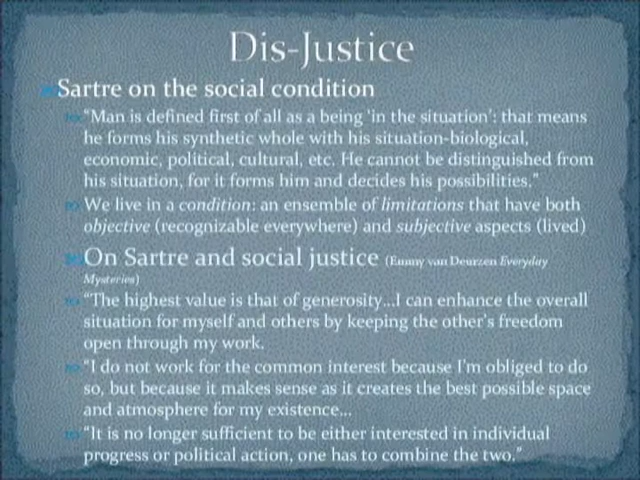 Dis-Justice
Sartre on the social condition
"Man is defined first of all as a being 'in the situation': that means
he forms his synthetic whole with his situation-biological,
economic, political, cultural, etc. He cannot be distinguished from
his situation, for it forms him and decides his possibilities."
We live in a condition: an ensemble of limitations that have both
objective (recognizable everywhere) and subjective aspects (lived)
On Sartre and social justice (Emmy van Deurzen Everyday
Mysteries)
"The highest value is that of generosity...I can enhance the overall
situation for myself and others by keeping the other's freedom
open through my work.
"I do not work for the common interest because I'm obliged to do
so, but because it makes sense as it creates the best possible space
and atmosphere for my existence...
"It is no longer sufficient to be either interested in individual
progress or political action, one has to combine the two."